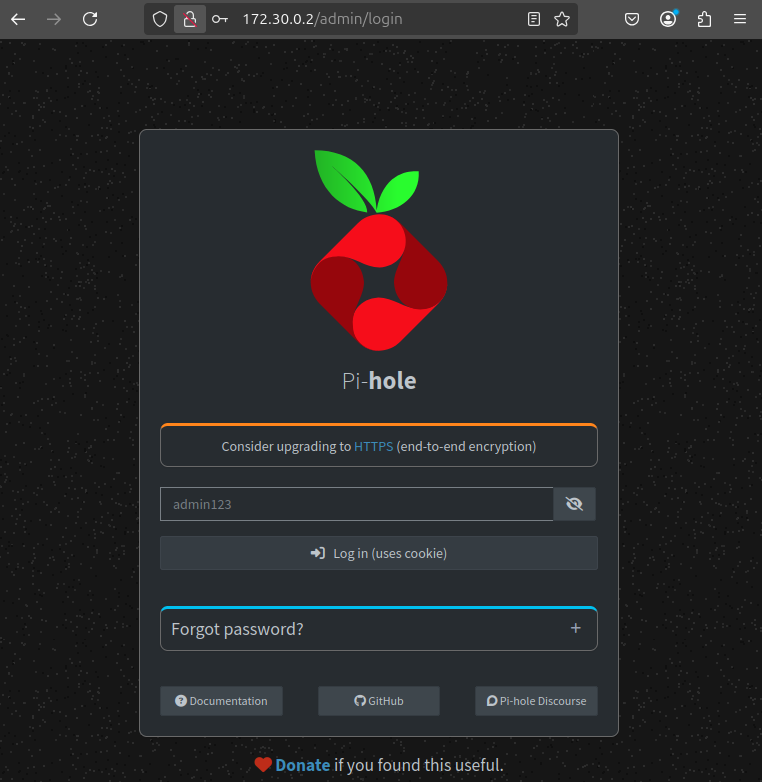 172.30.0.2/admin/login
Pi-hole
Consider upgrading to HTTPS (end-to-end encryption)
admin123
Log in (uses cookie)
Forgot password? +
Documentation GitHub Pi-hole Discourse
Donate if you found this useful.